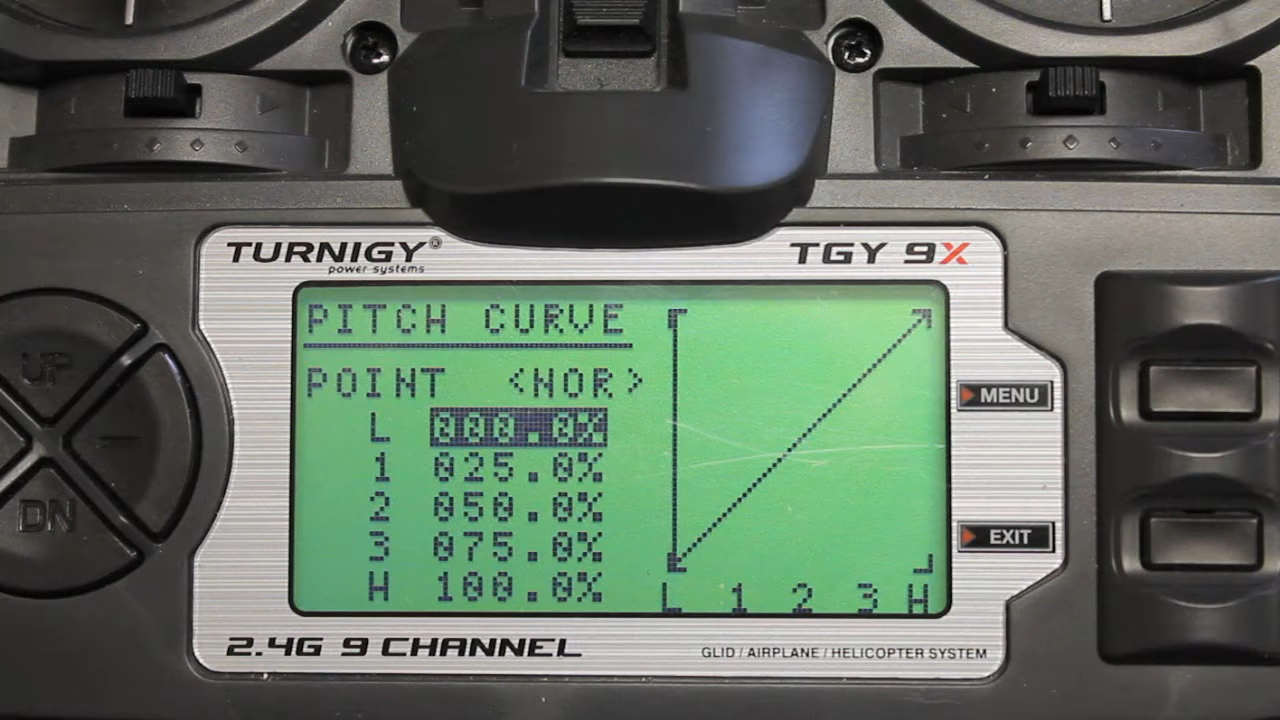 TURNIGY®
power systems
TGY 9X
PITCH CURVE
POINT <NOR>
L 000.0%
1 025.0%
2 050.0%
3 075.0%
H 100.0%
L 1 2 3 H
UP
DN
MENU
EXIT
2.4G 9 CHANNEL
GLID / AIRPLANE / HELICOPTER SYSTEM